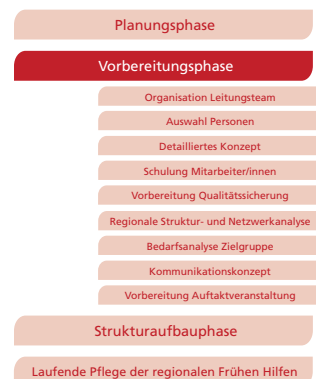 Planungsphase
Vorbereitungsphase
Organisation Leitungsteam
Auswahl Personen
Detailliertes Konzept
Schulung Mitarbeiter/innen
Vorbereitung Qualitätssicherung
Regionale Struktur- und Netzwerkanalyse
Bedarfsanalyse Zielgruppe
Kommunikationskonzept
Vorbereitung Auftaktveranstaltung
Strukturaufbauphase
Laufende Pflege der regionalen Frühen Hilfen